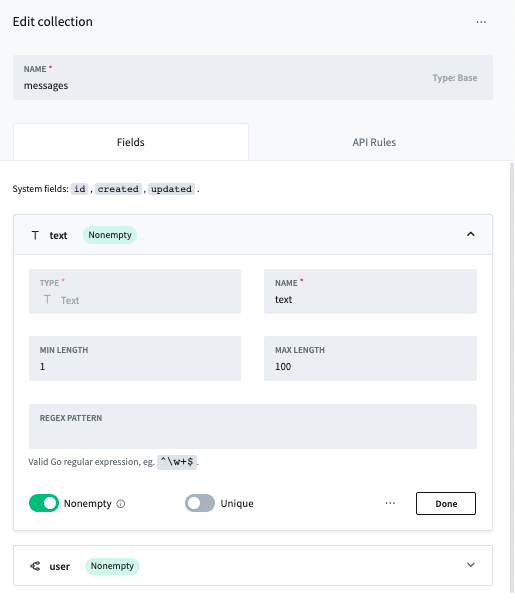 Edit collection
NAME *
messages
Type: Base
Fields
API Rules
System fields: id , created , updated .
text Nonempty
TYPE *
Text
NAME *
text
MIN LENGTH
1
MAX LENGTH
100
REGEX PATTERN
Valid Go regular expression, eg. ^\w+$.
Nonempty
Unique
Done
user Nonempty